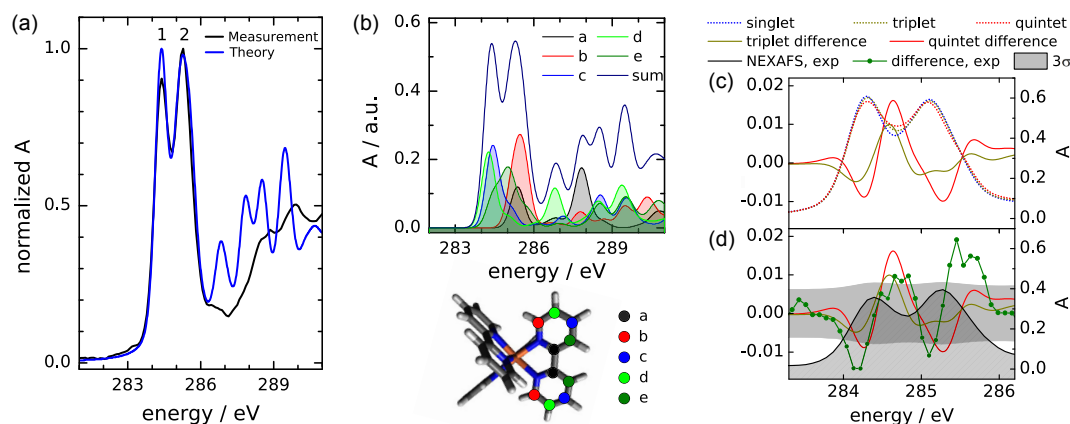 (a)
1 2
Measurement
Theory
normalized A
1.0
0.5
0.0
283 286 289
energy / eV
(b)
a d
b e
c sum
A / a.u.
0.6
0.4
0.2
0.0
283 286 289
energy / eV
a
b
c
d
e
singlet triplet quintet
triplet difference quintet difference
NEXAFS, exp difference, exp 3σ
(c)
0.02
0.01
0.00
-0.01
0.6
0.4
0.2
0.0
A
(d)
0.02
0.01
0.00
-0.01
0.6
0.4
0.2
0.0
A
284 285 286
energy / eV